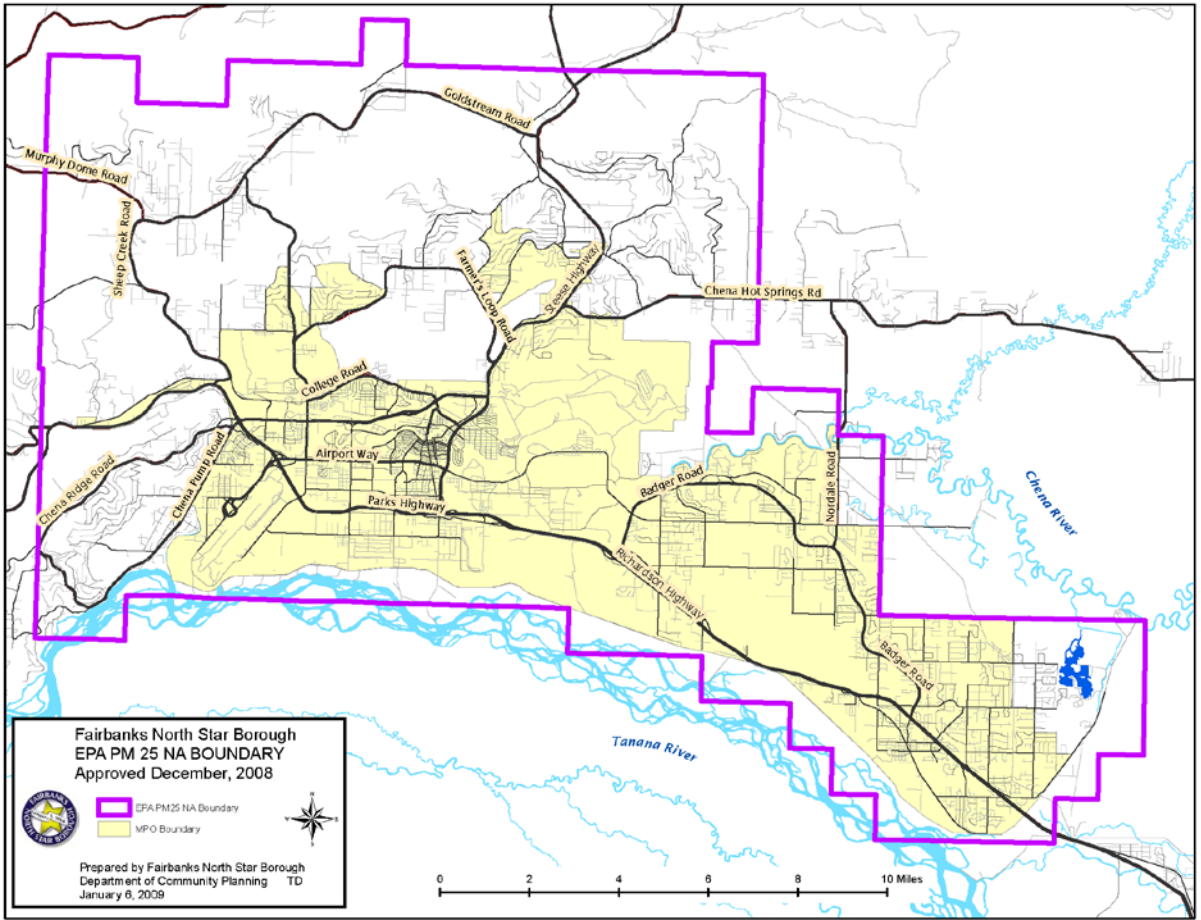 Goldstream Road
Murphy Dome Road
Sheep Creek Road
Farmer's Loop Road
Steese Highway
Chena Hot Springs Rd
College Road
Airport Way
Chena Ridge Road
Chena Pump Road
Parks Highway
Badger Road
Nordale Road
Chena River
Richardson Highway
Badger Road
Tanana River
Fairbanks North Star Borough
EPA PM 25 NA BOUNDARY
Approved December, 2008
FAIRBANKS
NORTH STAR BOROUGH
EPA PM25 NA Boundary
MPO Boundary
N
W
E
S
Prepared by Fairbanks North Star Borough
Department of Community Planning TD
January 6, 2009
0 2 4 6 8 10 Miles